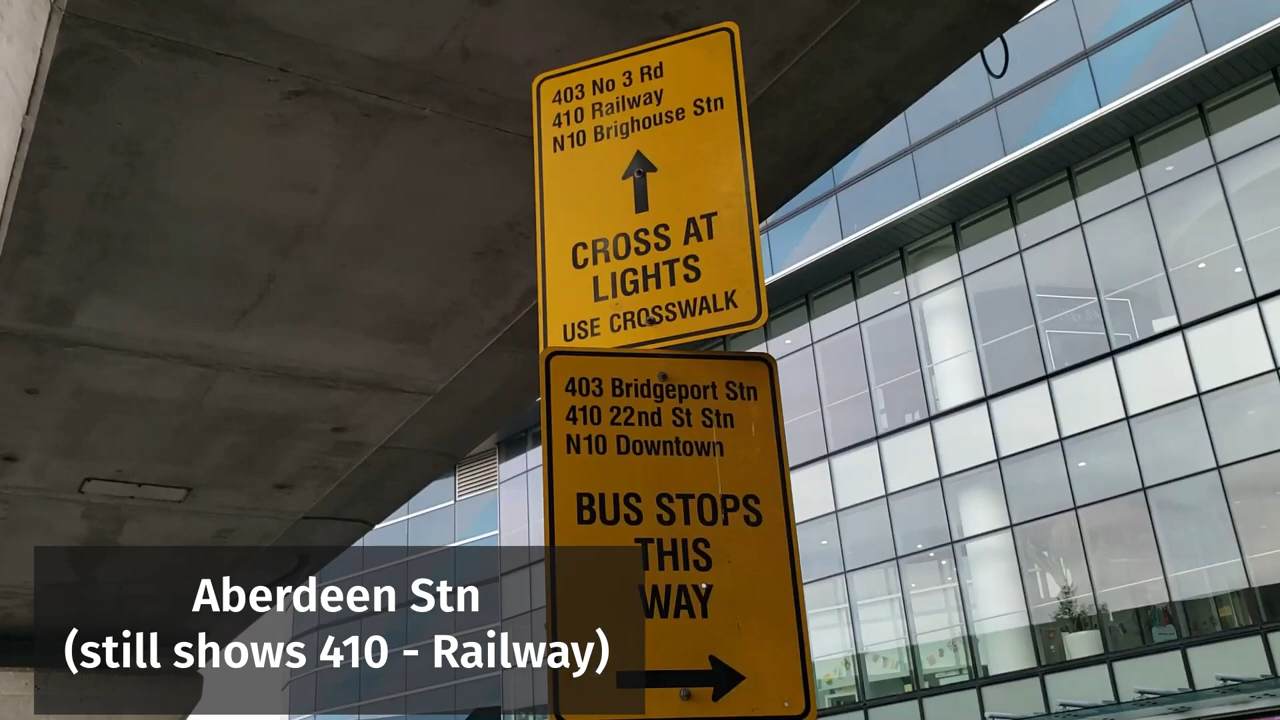 403 No 3 Rd
410 Railway
N10 Brighouse Stn
CROSS AT
LIGHTS
USE CROSSWALK
403 Bridgeport Stn
410 22nd St Stn
N10 Downtown
BUS STOPS
THIS
WAY
Aberdeen Stn
(still shows 410 - Railway)